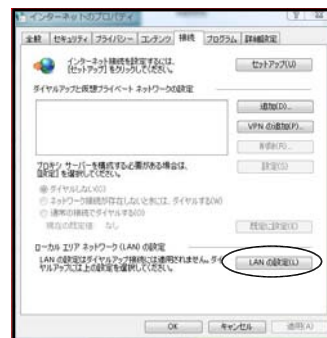 インターネットのプロパティ
全般 セキュリティ プライバシー コンテンツ 接続 プログラム 詳細設定
インターネット接続を設定するには、
[セットアップ] をクリックしてください。
セットアップ(U)
ダイヤルアップと仮想プライベート ネットワークの設定
追加(D)...
VPN の追加(P)...
削除(R)...
プロキシ サーバーを構成する必要がある場合は、
[設定] を選択してください。
設定(S)
ダイヤルしない(C)
ネットワーク接続が存在しないときには、ダイヤルする(W)
通常の接続でダイヤルする(O)
現在の既定値 なし
既定に設定(E)
ローカル エリア ネットワーク (LAN) の設定
LAN の設定はダイヤルアップ接続には適用されません。ダイ
ヤルアップには上の設定を選択してください。
LAN の設定(L)
OK キャンセル 適用(A)